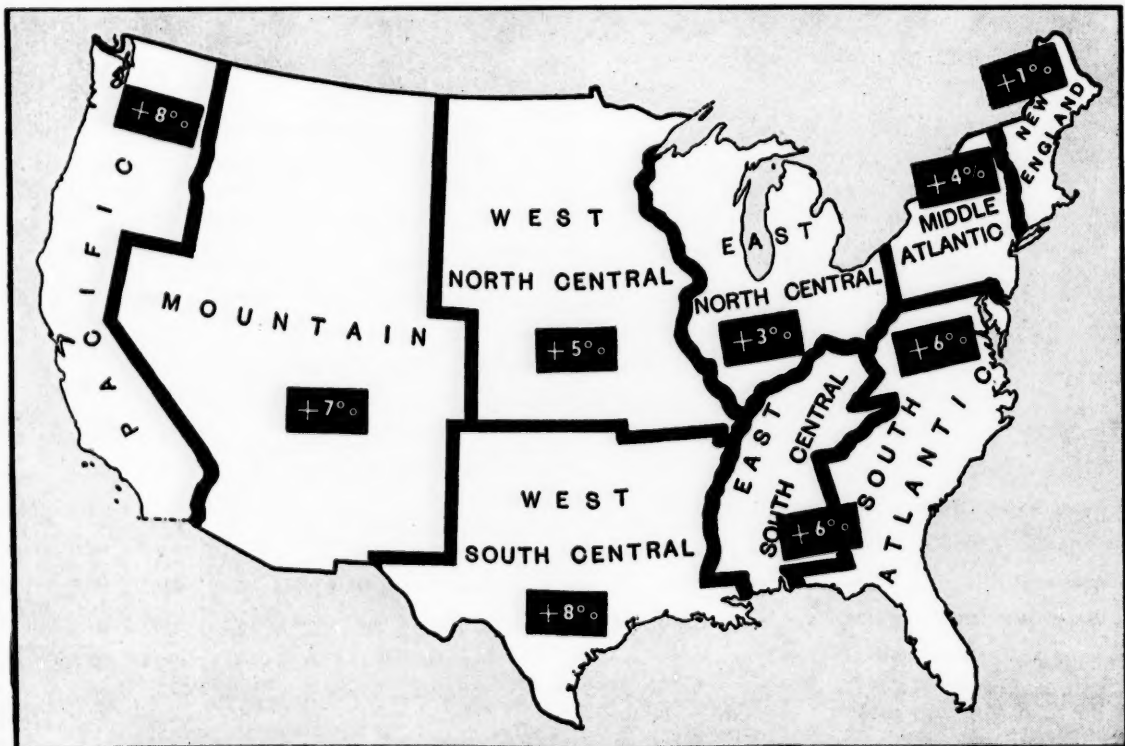 PACIFIC
+8%
MOUNTAIN
+7%
WEST
NORTH CENTRAL
+5%
WEST
SOUTH CENTRAL
+8%
EAST
NORTH CENTRAL
+3%
EAST
SOUTH CENTRAL
+6%
SOUTH
ATLANTIC
+6%
MIDDLE
ATLANTIC
+4%
NEW
ENGLAND
+1%